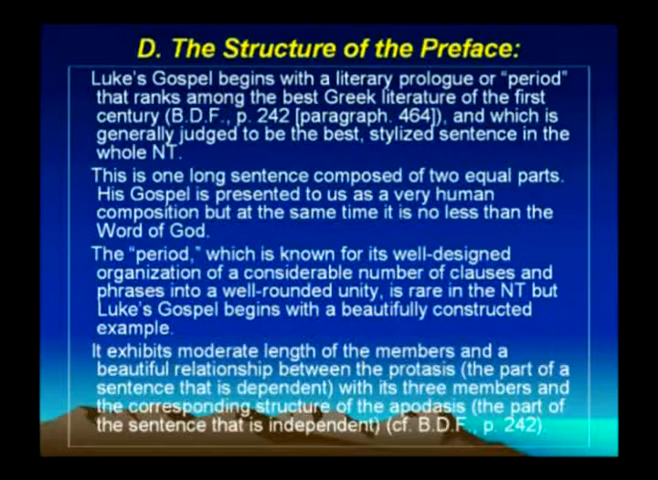 D. The Structure of the Preface:
Luke's Gospel begins with a literary prologue or "period"
that ranks among the best Greek literature of the first
century (B.D.F., p. 242 [paragraph. 464]), and which is
generally judged to be the best, stylized sentence in the
whole NT.
This is one long sentence composed of two equal parts.
His Gospel is presented to us as a very human
composition but at the same time it is no less than the
Word of God.
The "period," which is known for its well-designed
organization of a considerable number of clauses and
phrases into a well-rounded unity, is rare in the NT but
Luke's Gospel begins with a beautifully constructed
example.
It exhibits moderate length of the members and a
beautiful relationship between the protasis (the part of a
sentence that is dependent) with its three members and
the corresponding structure of the apodasis (the part of
the sentence that is independent) (cf. B.D.F., p. 242).